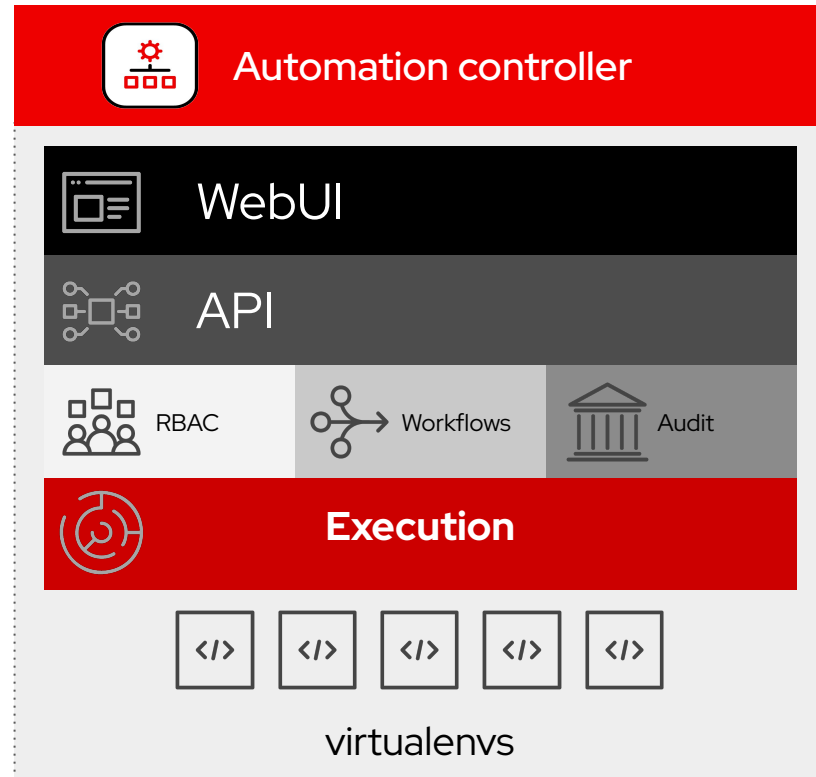 Automation controller
WebUI
API
RBAC
Workflows
Audit
Execution
</> </> </> </> </>
virtualenvs